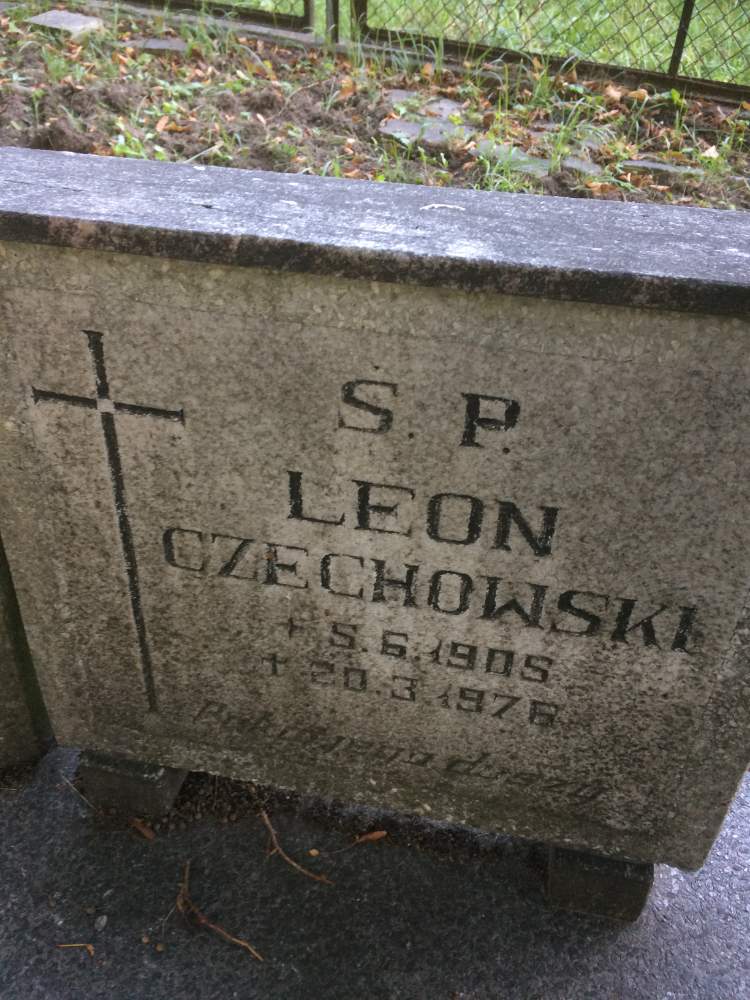 S. P.
LEON
CZECHOWSKI
+ 5. 6. 1905
+ 20. 3. 1976